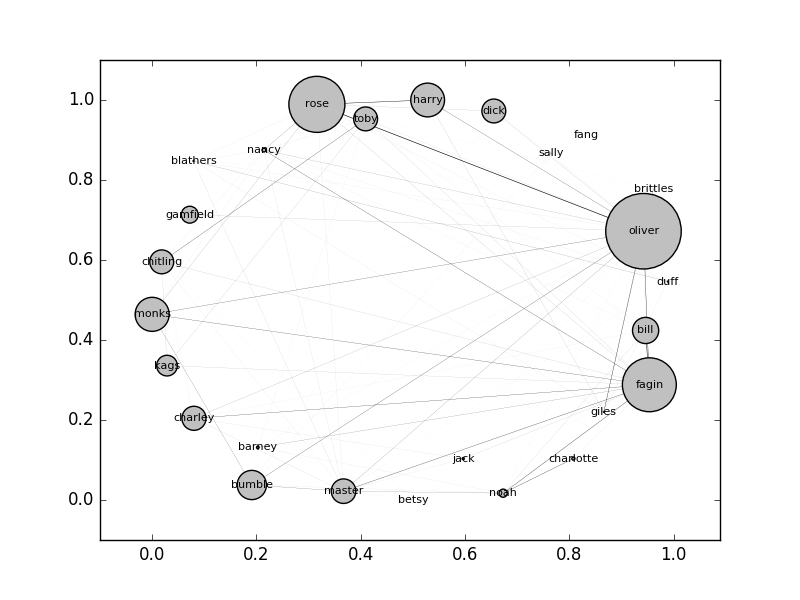 1.0
rose
harry
toby
dick
fang
nancy
sally
blathers
0.8
brittles
gamfield
oliver
0.6
chitling
duff
monks
0.4
bill
kags
fagin
0.2
charley
giles
barney
jack
charlotte
bumble
master
noah
0.0
betsy
0.0 0.2 0.4 0.6 0.8 1.0